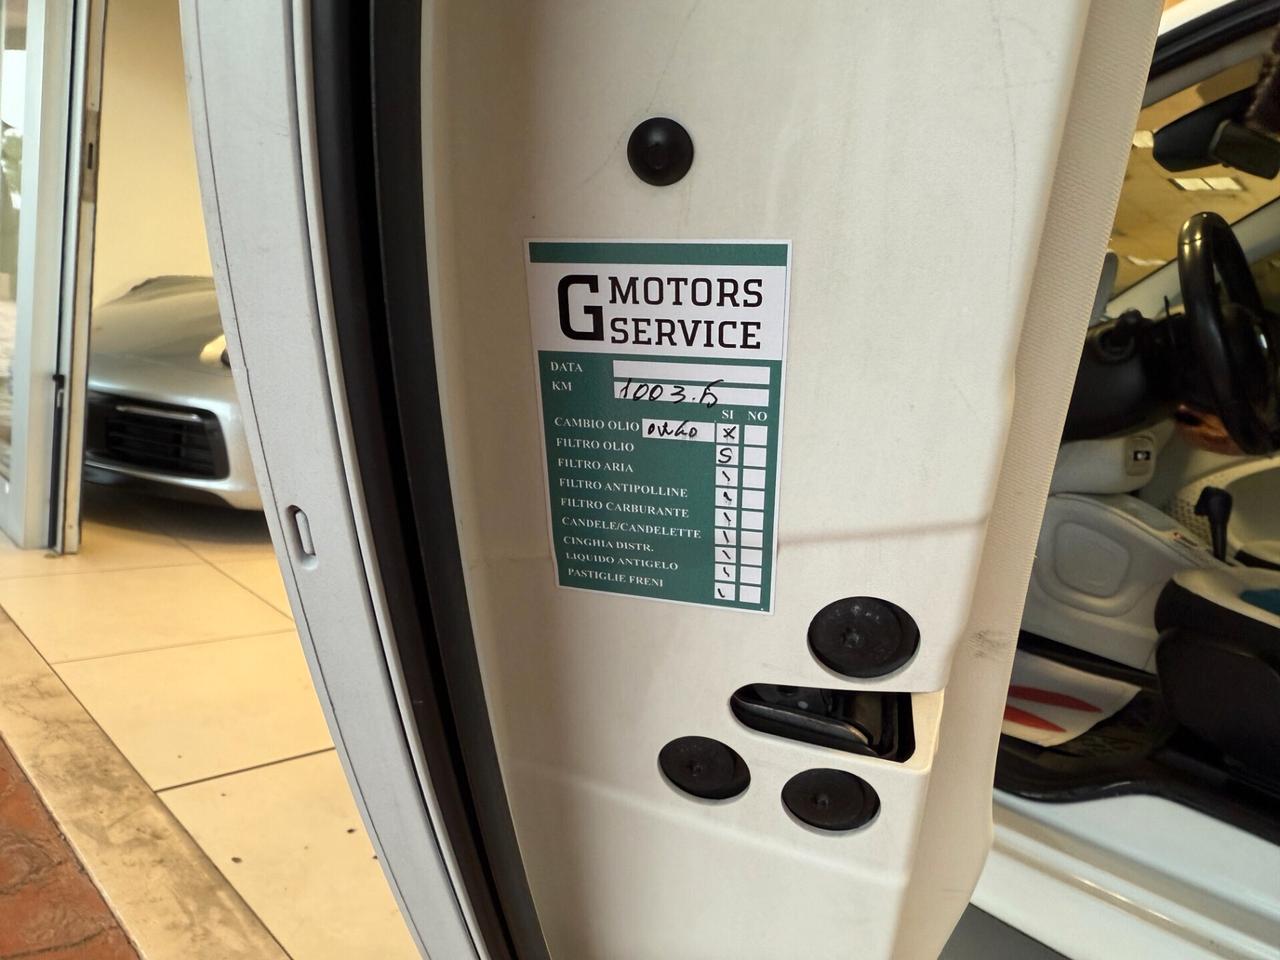 G MOTORS
SERVICE
DATA
KM 1003.5
SI NO
CAMBIO OLIO X
FILTRO OLIO S
FILTRO ARIA
FILTRO ANTIPOLLINE
FILTRO CARBURANTE
CANDELE/CANDELETTE
CINGHIA DISTR.
LIQUIDO ANTIGELO
PASTIGLIE FRENI